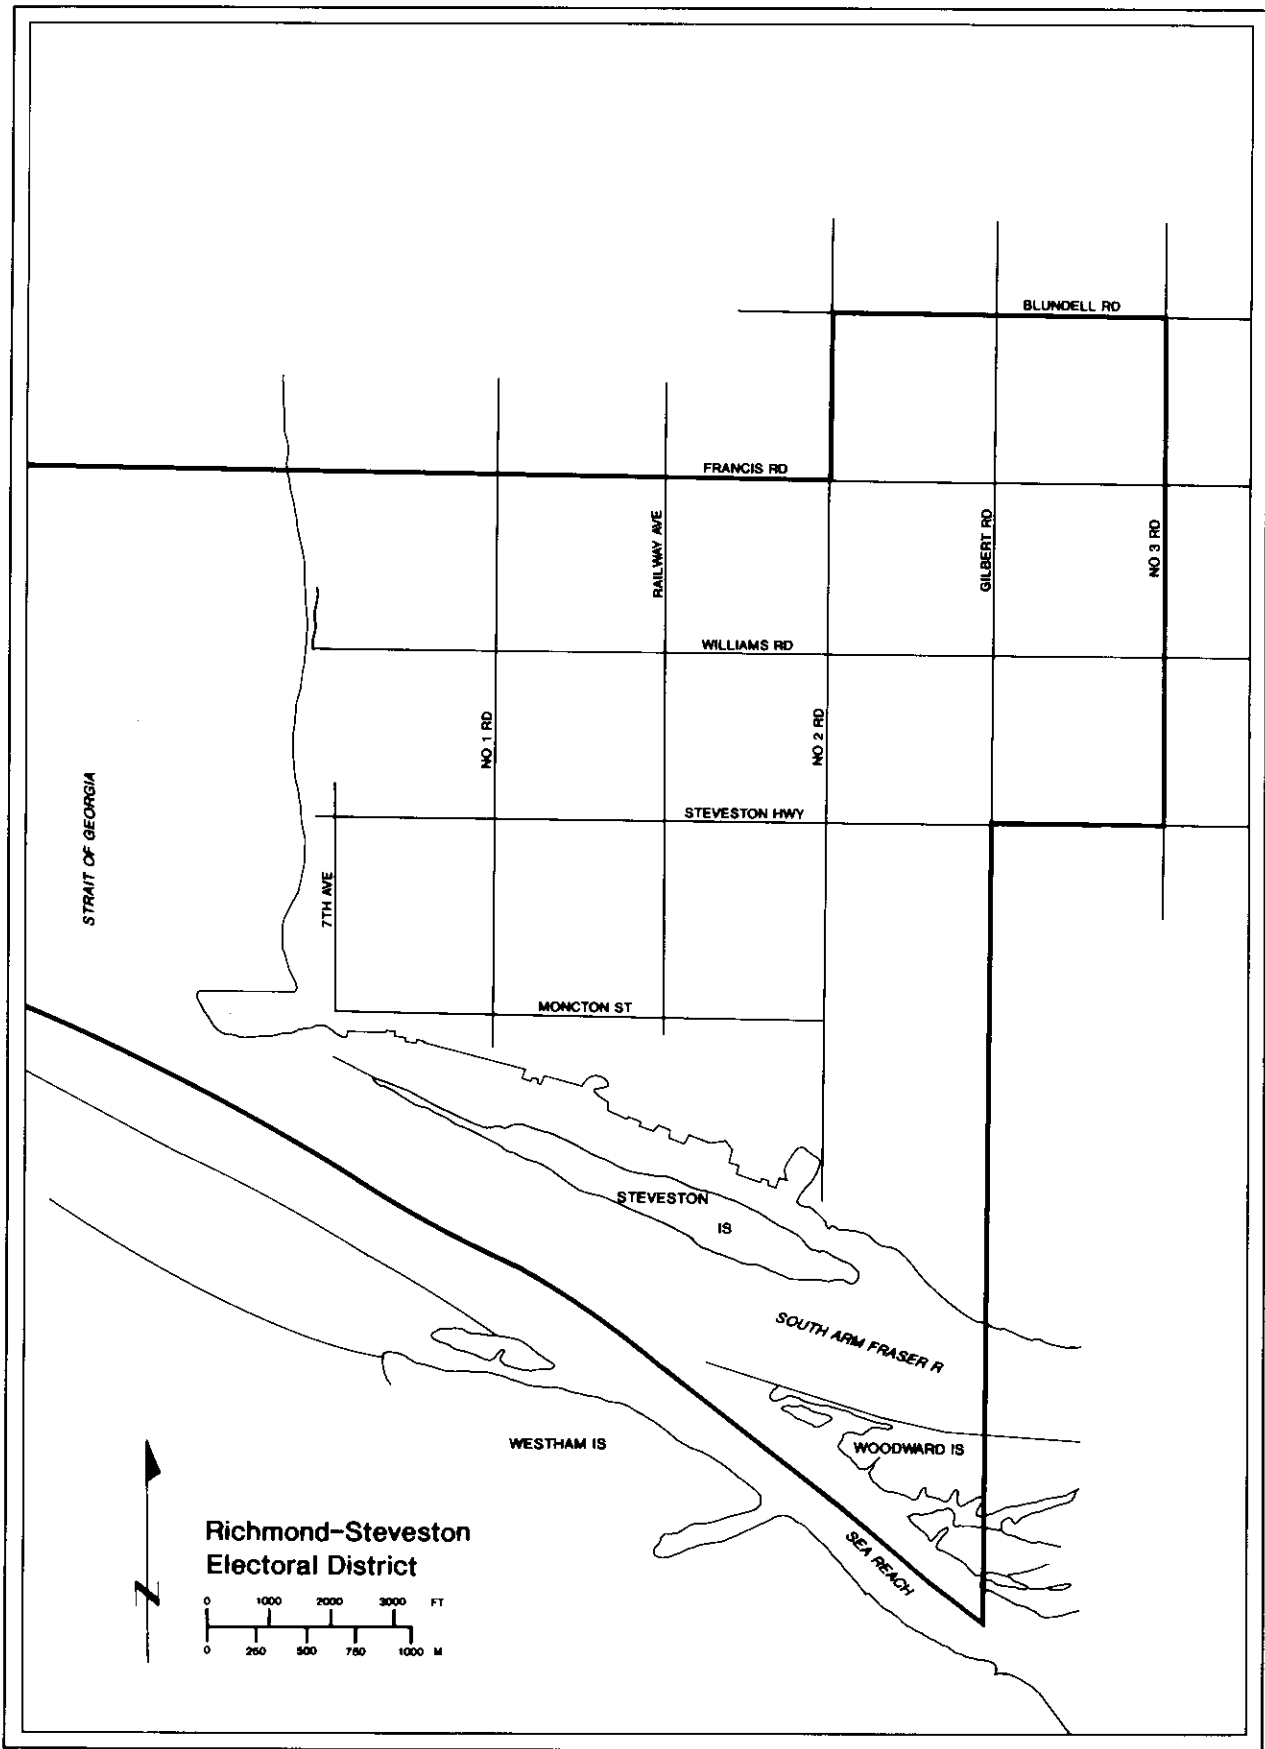 BLUNDELL RD
FRANCIS RD
RAILWAY AVE
GILBERT RD
NO 3 RD
WILLIAMS RD
NO 1 RD
NO 2 RD
STRAIT OF GEORGIA
STEVESTON HWY
7TH AVE
MONCTON ST
STEVESTON
IS
SOUTH ARM FRASER R
WESTHAM IS
WOODWARD IS
SEA REACH
N
Richmond-Steveston
Electoral District
0 1000 2000 3000 FT
0 250 500 750 1000 M